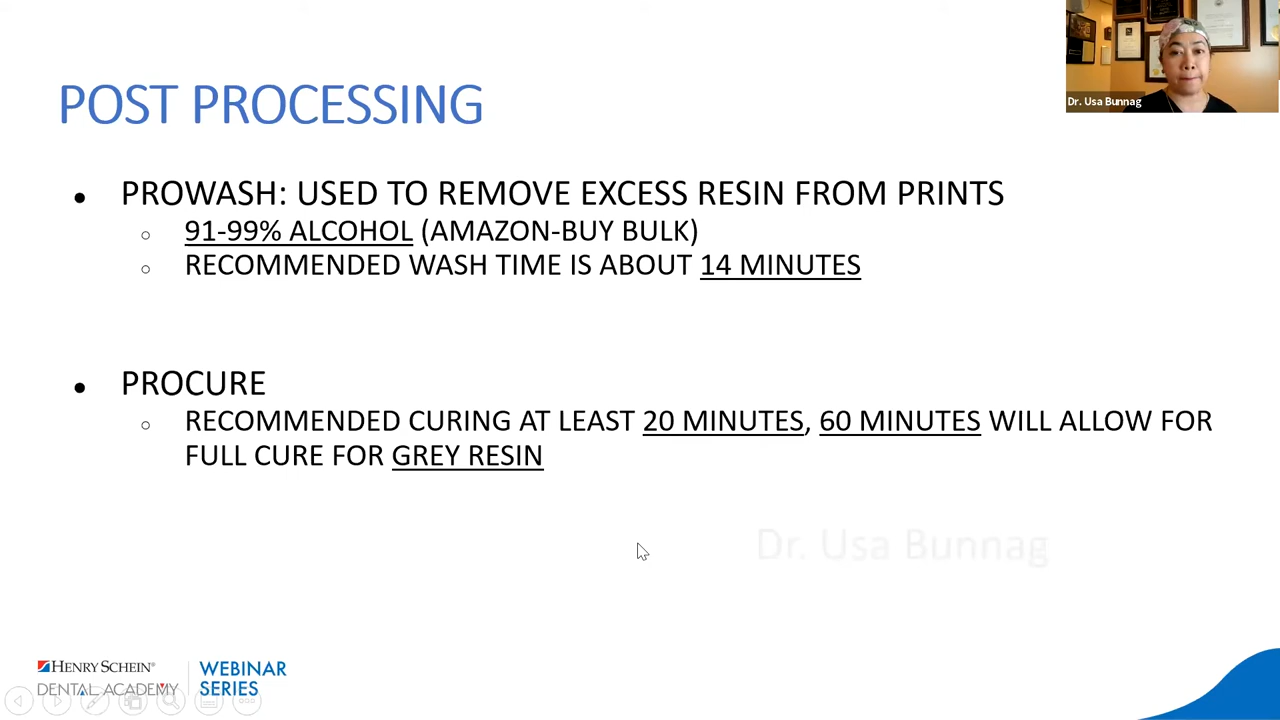 Dr. Usa Bunnag
POST PROCESSING
PROWASH: USED TO REMOVE EXCESS RESIN FROM PRINTS
91-99% ALCOHOL (AMAZON-BUY BULK)
RECOMMENDED WASH TIME IS ABOUT 14 MINUTES
PROCURE
RECOMMENDED CURING AT LEAST 20 MINUTES, 60 MINUTES WILL ALLOW FOR
FULL CURE FOR GREY RESIN
Dr. Usa Bunnag
HENRY SCHEIN®
DENTAL ACADEMY
WEBINAR
SERIES